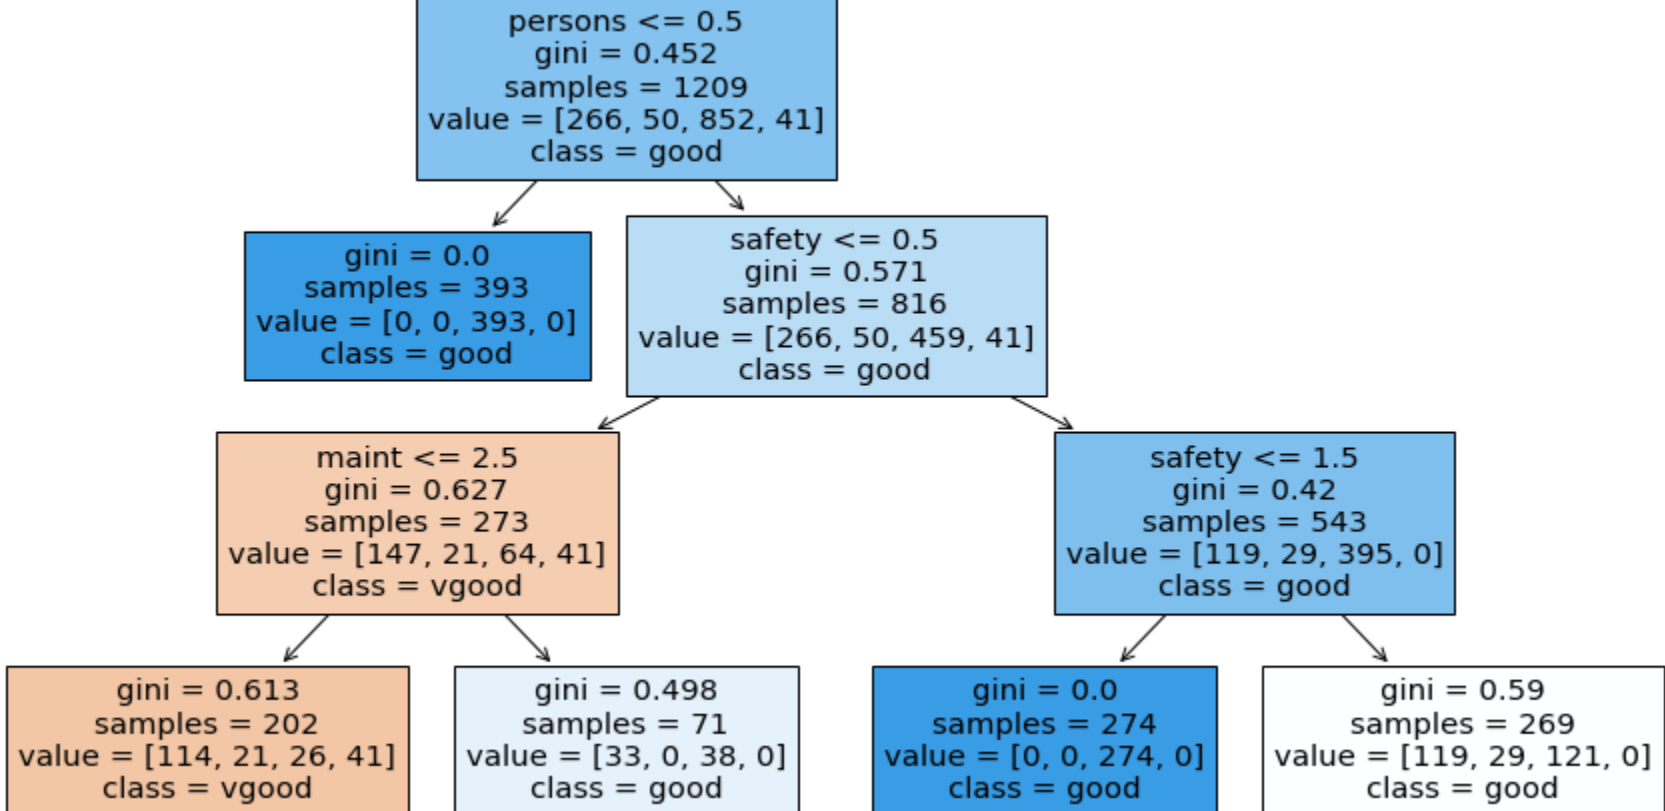 persons <= 0.5
gini = 0.452
samples = 1209
value = [266, 50, 852, 41]
class = good
gini = 0.0
samples = 393
value = [0, 0, 393, 0]
class = good
safety <= 0.5
gini = 0.571
samples = 816
value = [266, 50, 459, 41]
class = good
maint <= 2.5
gini = 0.627
samples = 273
value = [147, 21, 64, 41]
class = vgood
safety <= 1.5
gini = 0.42
samples = 543
value = [119, 29, 395, 0]
class = good
gini = 0.613
samples = 202
value = [114, 21, 26, 41]
class = vgood
gini = 0.498
samples = 71
value = [33, 0, 38, 0]
class = good
gini = 0.0
samples = 274
value = [0, 0, 274, 0]
class = good
gini = 0.59
samples = 269
value = [119, 29, 121, 0]
class = good